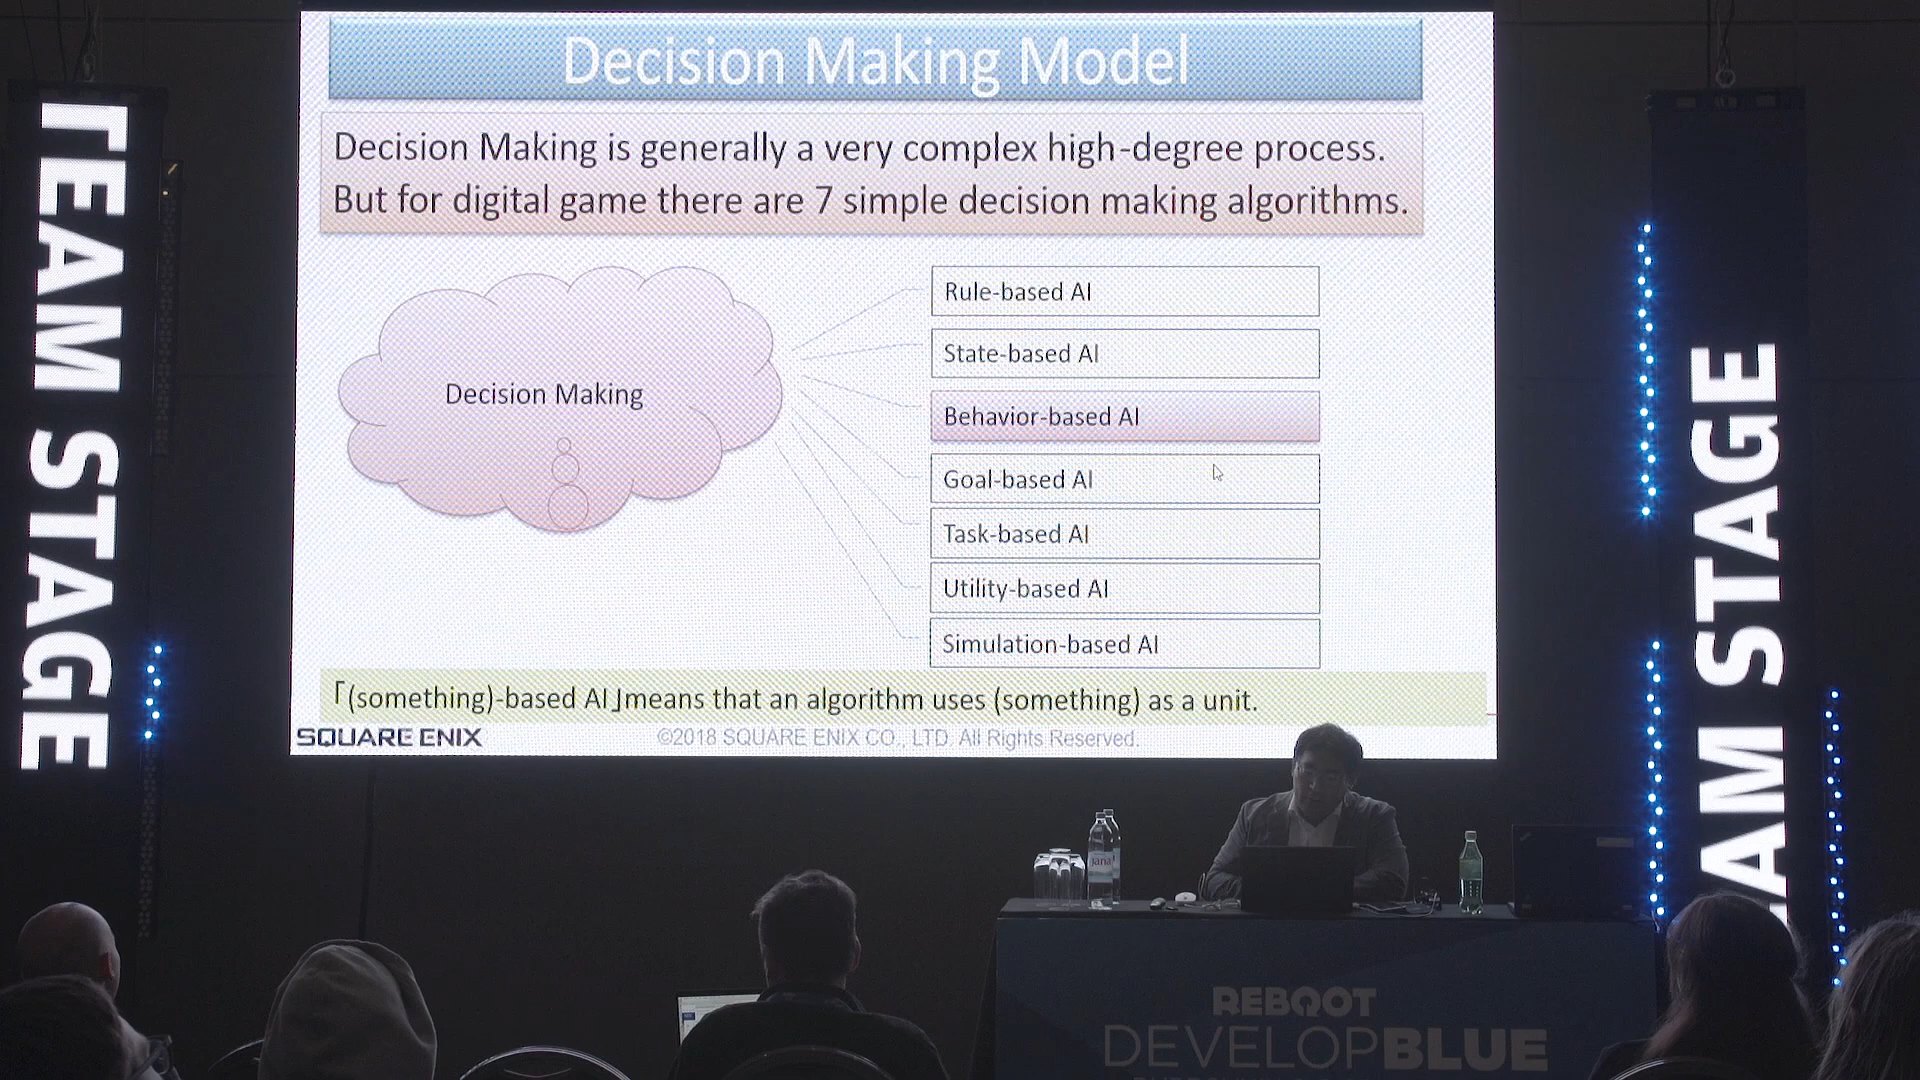 Decision Making Model
Decision Making is generally a very complex high-degree process.
But for digital game there are 7 simple decision making algorithms.
Decision Making
Rule-based AI
State-based AI
Behavior-based AI
Goal-based AI
Task-based AI
Utility-based AI
Simulation-based AI
「(something)-based AI」means that an algorithm uses (something) as a unit.
SQUARE ENIX
©2018 SQUARE ENIX CO., LTD. All Rights Reserved.
TEAM STAGE
AM STAGE
Jana
REBOOT
DEVELOPBLUE